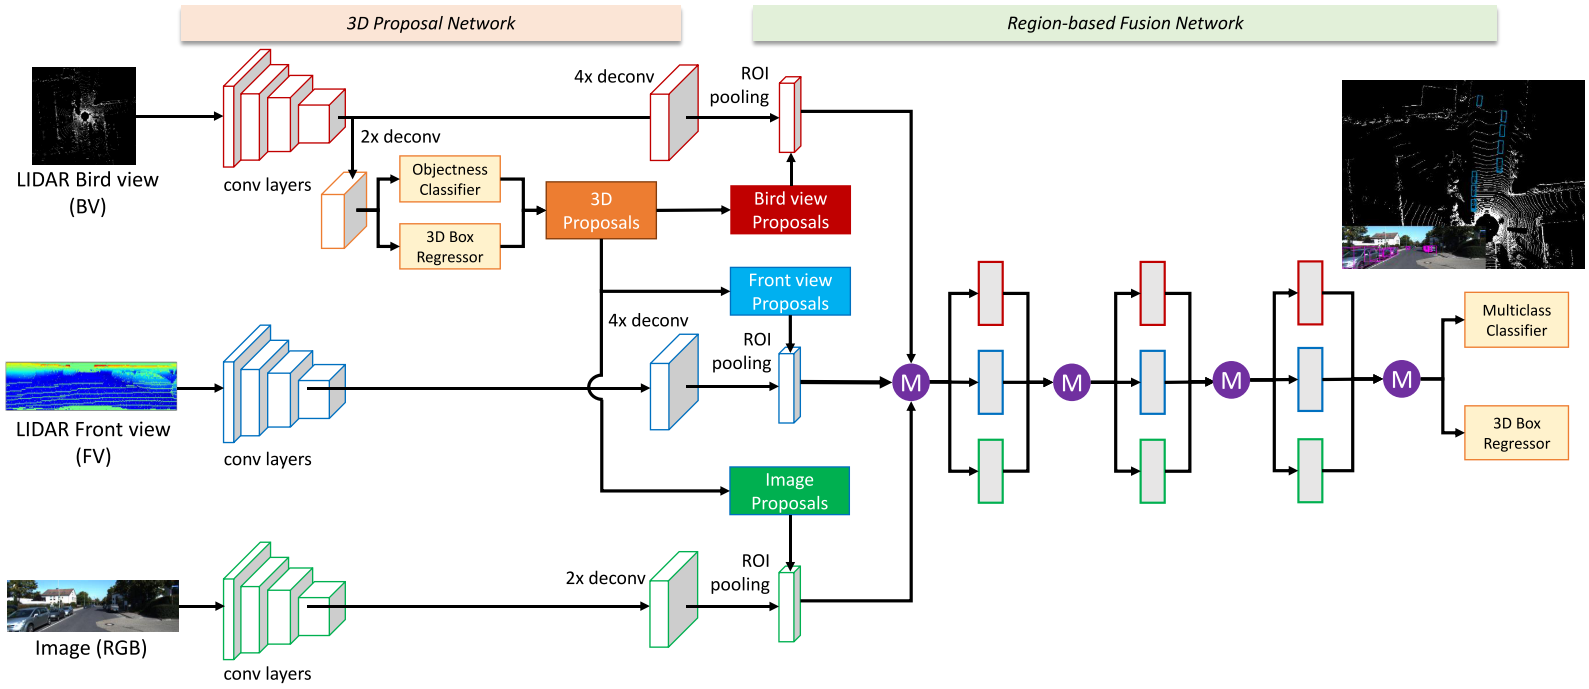 3D Proposal Network
Region-based Fusion Network
4x deconv
ROI
pooling
2x deconv
LIDAR Bird view
(BV)
conv layers
Objectness
Classifier
3D Box
Regressor
3D
Proposals
Bird view
Proposals
Front view
Proposals
4x deconv
ROI
pooling
LIDAR Front view
(FV)
conv layers
M
M
M
M
Multiclass
Classifier
3D Box
Regressor
Image
Proposals
2x deconv
ROI
pooling
Image (RGB)
conv layers